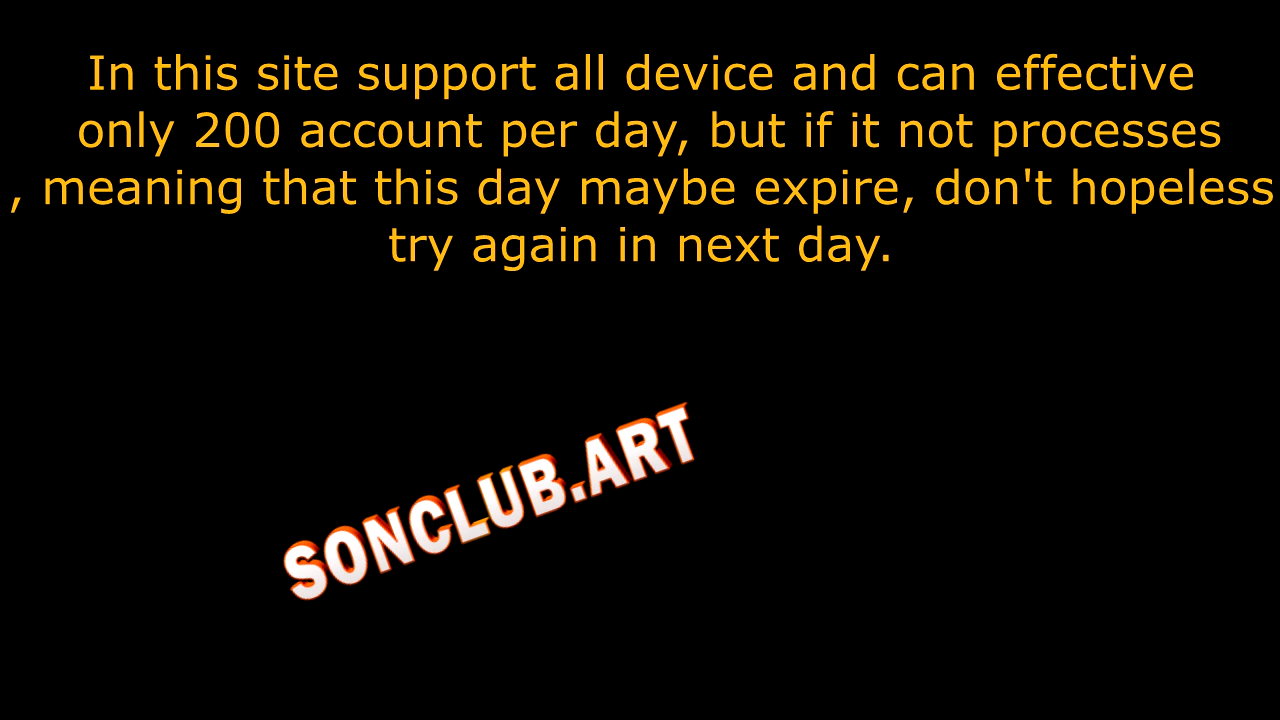 In this site support all device and can effective
only 200 account per day, but if it not processes
, meaning that this day maybe expire, don't hopeless
try again in next day.
SONCLUB.ART